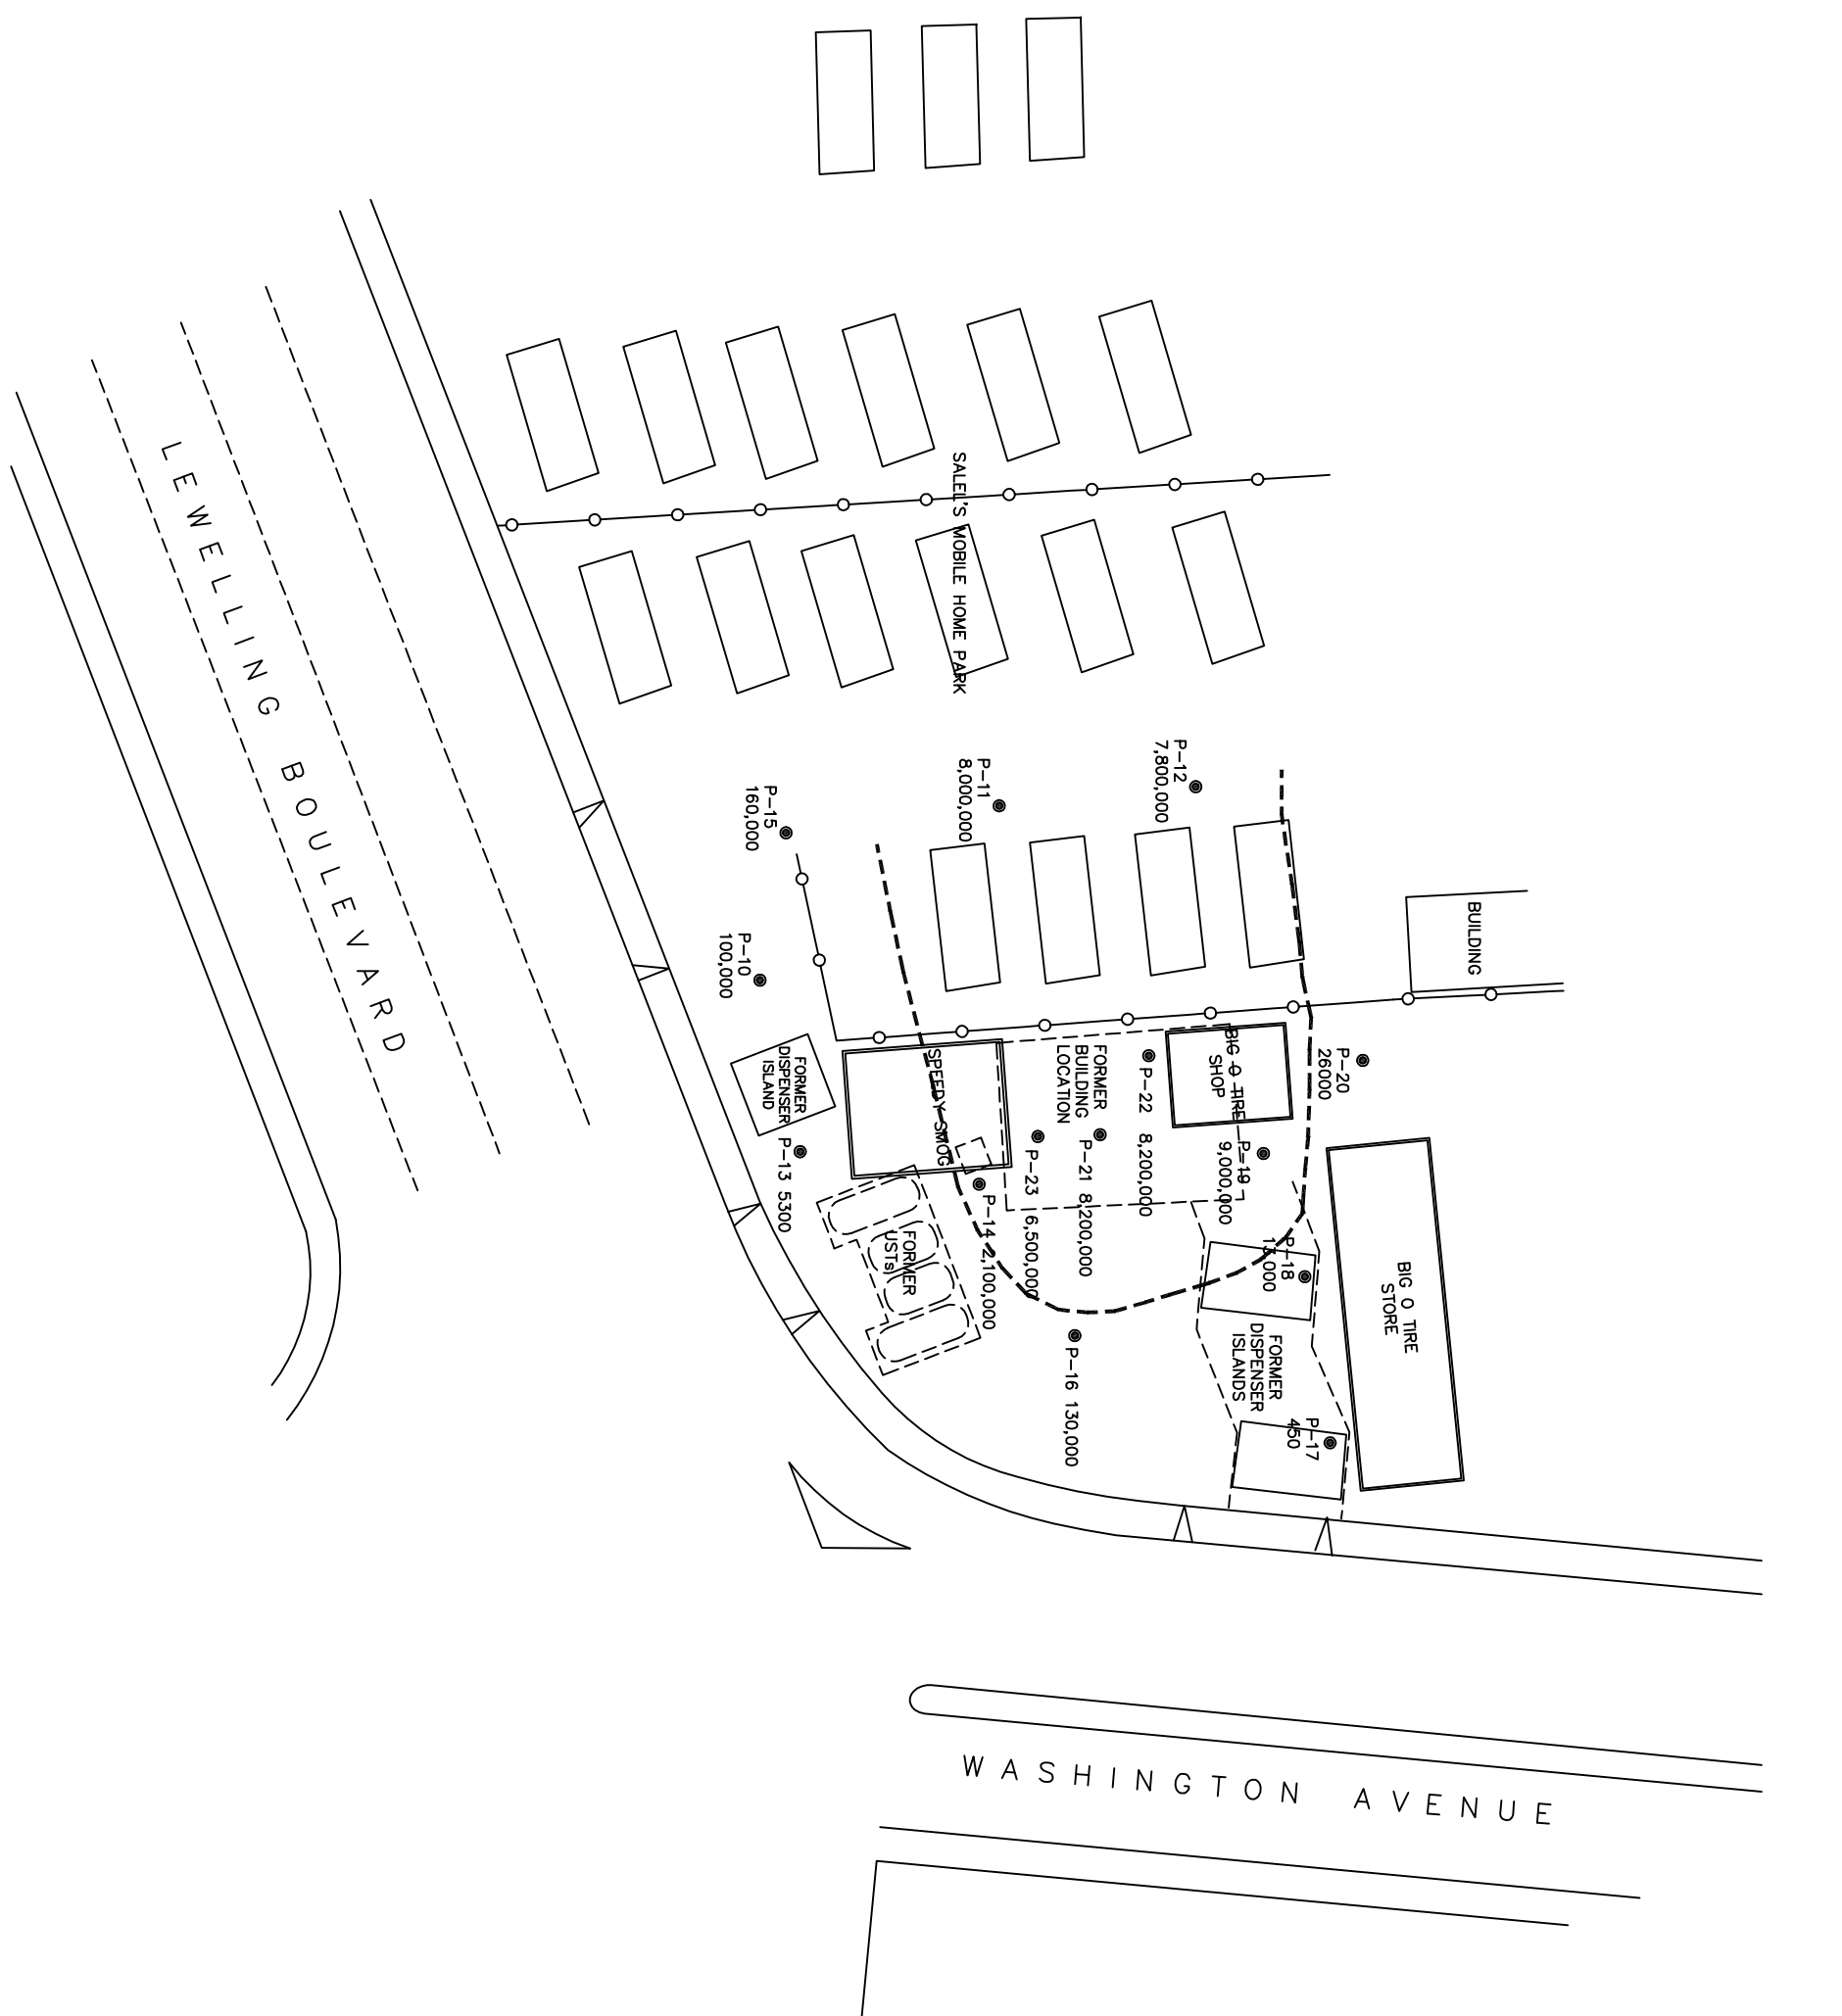 LEWELLING BOULEVARD
SALEL'S MOBILE HOME PARK
P-12
7,800,000
P-11
8,000,000
P-15
160,000
P-10
100,000
BUILDING
P-20
26000
BIG O TIRE
SHOP
FORMER
BUILDING
LOCATION
SPEEDY SMOG
FORMER
DISPENSER
ISLAND
P-22 8,200,000
P-19
9,000,000
P-21 8,200,000
P-23 6,500,000
P-14 2,100,000
P-13 5300
FORMER
USTs
P-18
BIG O TIRE
STORE
FORMER
DISPENSER
ISLANDS
P-16 130,000
P-17
450
WASHINGTON AVENUE